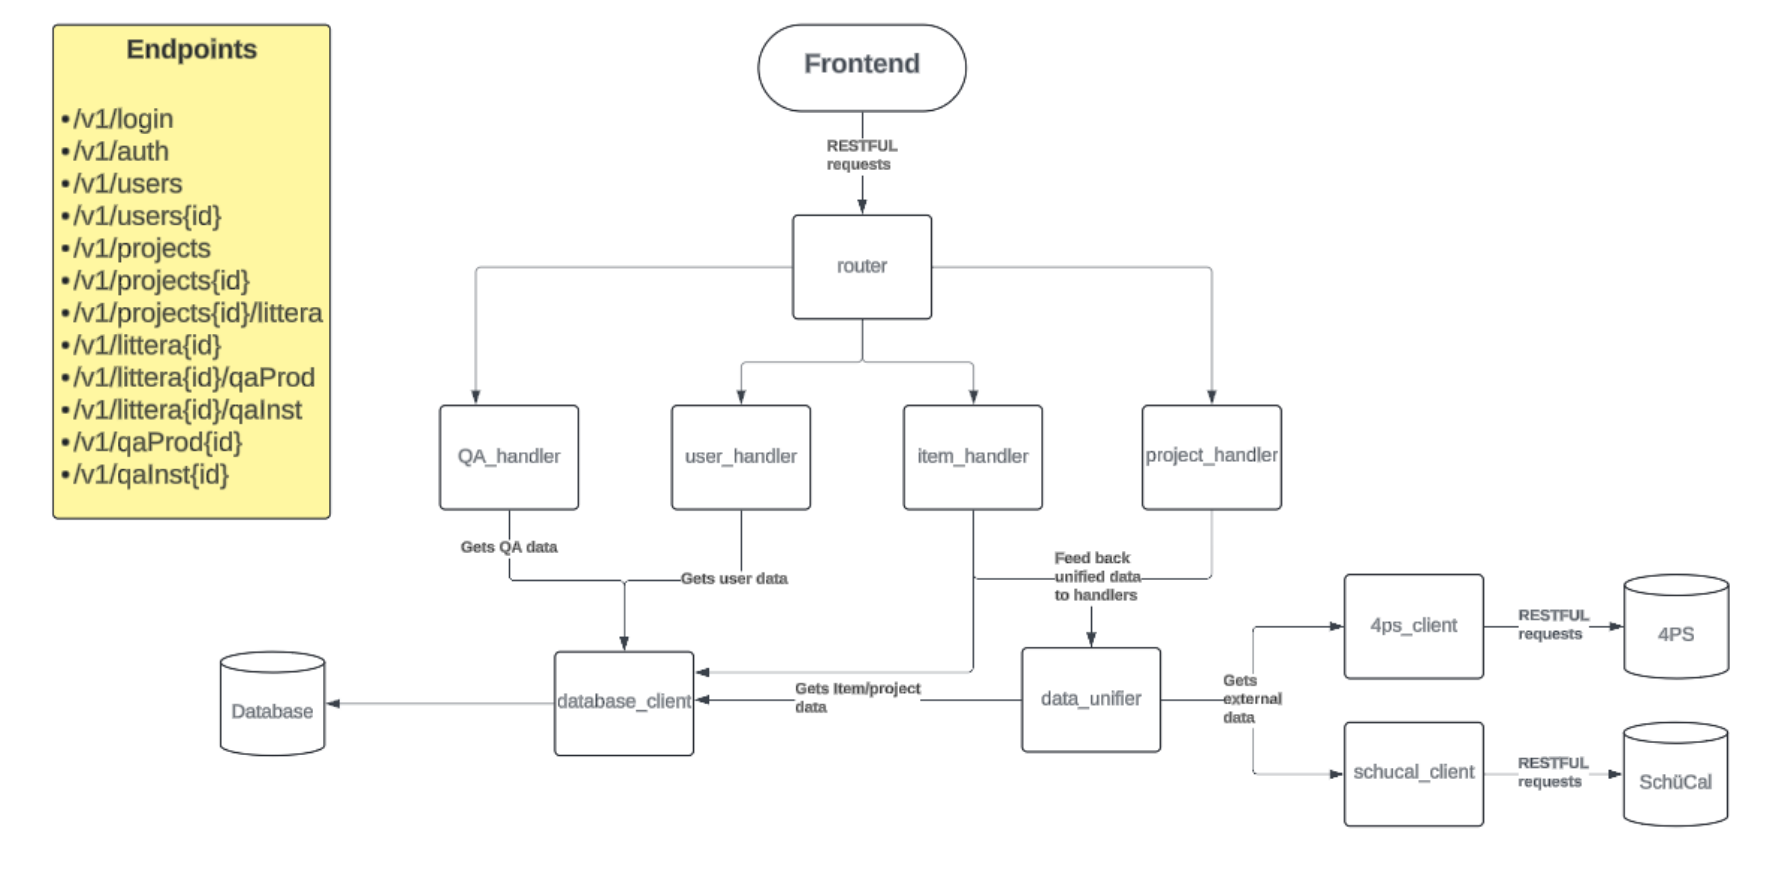 Endpoints
•/v1/login
•/v1/auth
•/v1/users
•/v1/users{id}
•/v1/projects
•/v1/projects{id}
•/v1/projects{id}/littera
•/v1/littera{id}
•/v1/littera{id}/qaProd
•/v1/littera{id}/qaInst
•/v1/qaProd{id}
•/v1/qaInst{id}
Frontend
RESTFUL
requests
router
QA_handler
user_handler
item_handler
project_handler
Gets QA data
Gets user data
Feed back
unified data
to handlers
Database
database_client
Gets Item/project
data
data_unifier
Gets
external
data
4ps_client
RESTFUL
requests
4PS
schucal_client
RESTFUL
requests
SchüCal